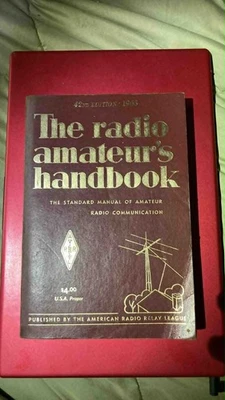 42ND EDITION 1965
The radio
amateur's
handbook
THE STANDARD MANUAL OF AMATEUR
RADIO COMMUNICATION
$4.00
U.S.A. Proper
PUBLISHED BY THE AMERICAN RADIO RELAY LEAGUE